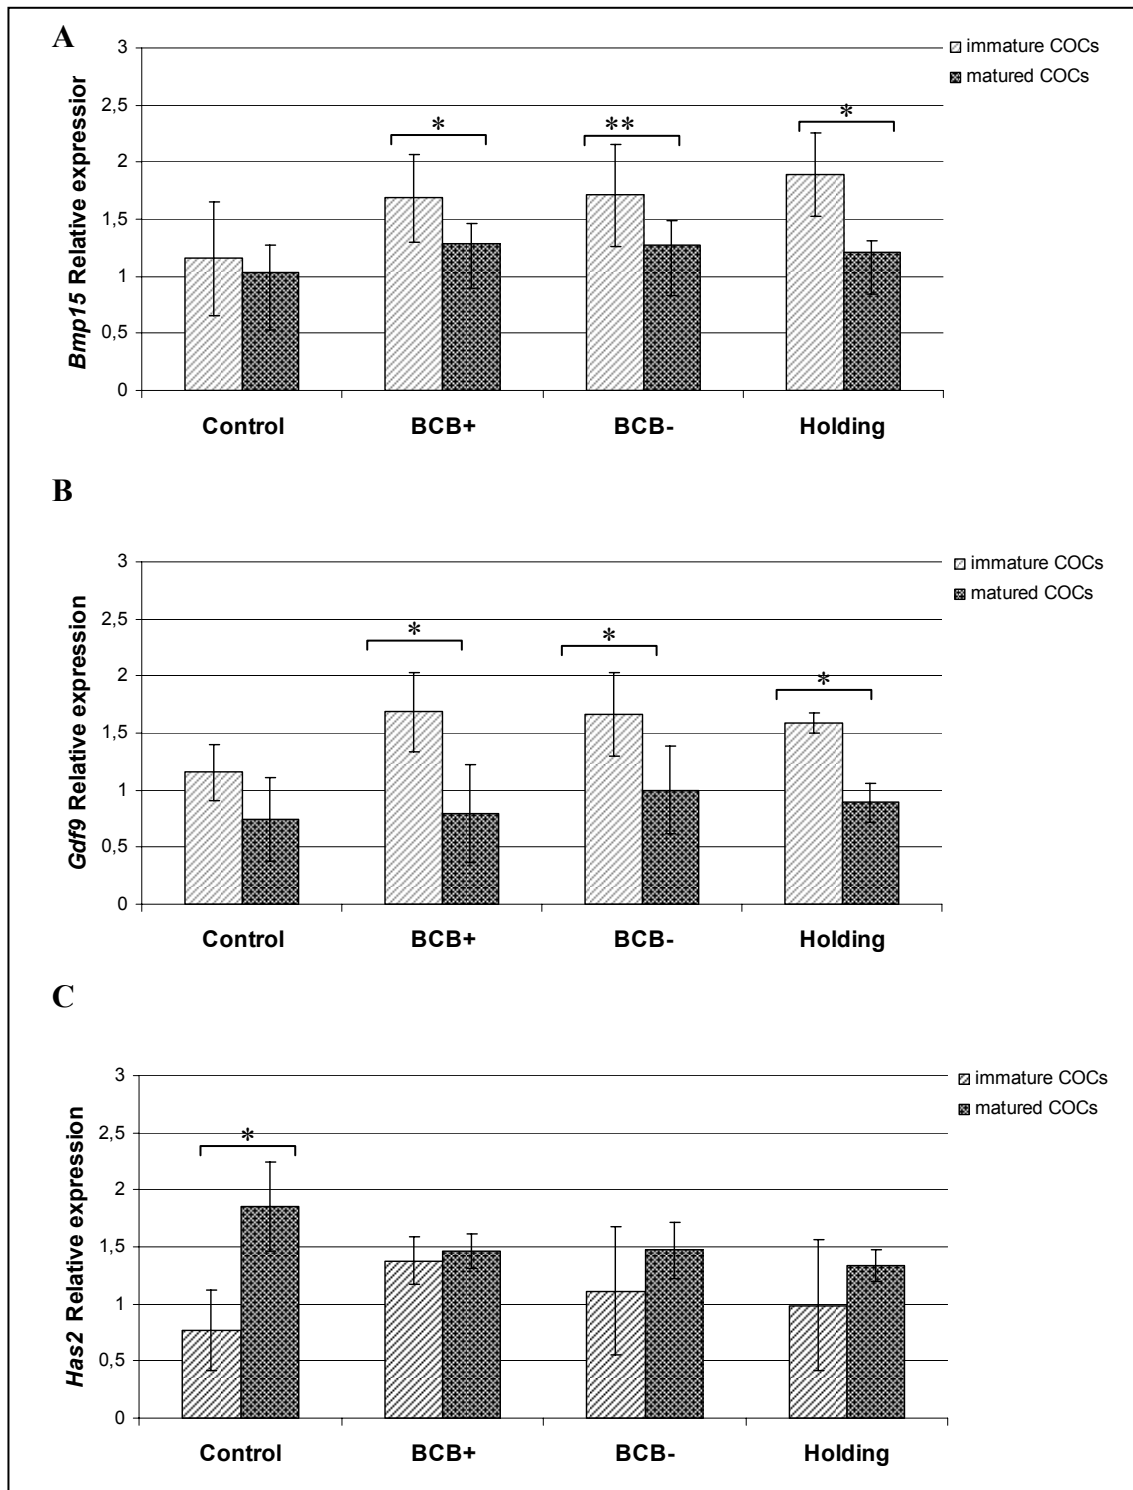 A
immature COCs
matured COCs
3
2,5
2
1,5
1
0,5
0
Bmp15 Relative expressior
*
**
*
Control BCB+ BCB- Holding
B
immature COCs
matured COCs
3
2,5
2
1,5
1
0,5
0
Gdf9 Relative expression
*
*
*
Control BCB+ BCB- Holding
C
immature COCs
matured COCs
3
2,5
2
1,5
1
0,5
0
Has2 Relative expression
*
Control BCB+ BCB- Holding